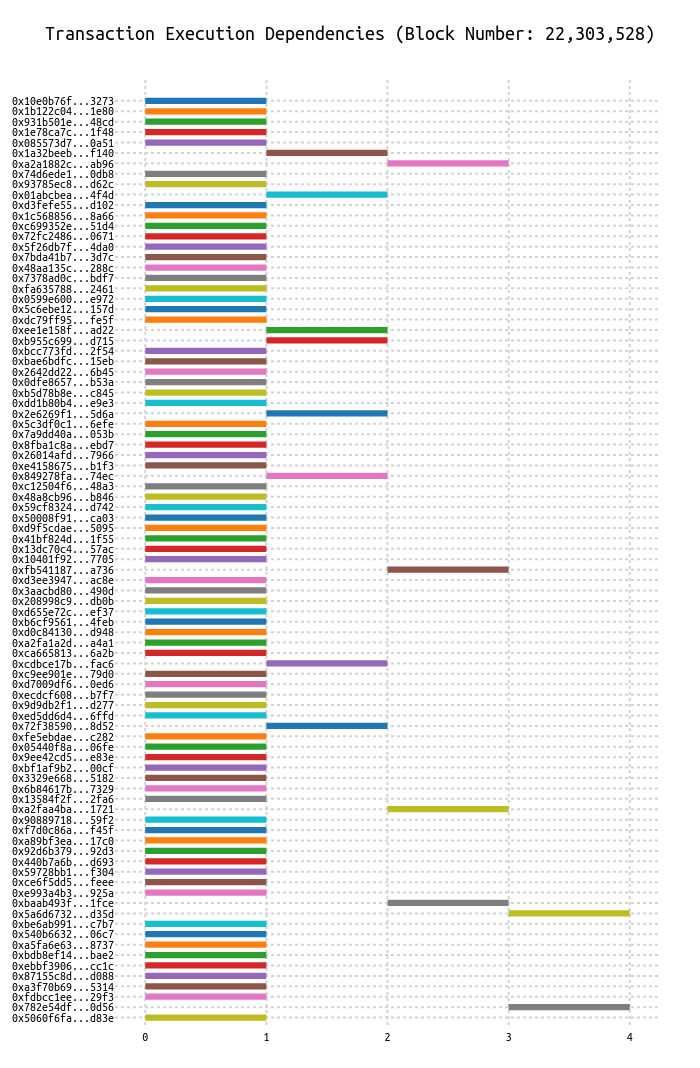 Transaction Execution Dependencies (Block Number: 22,303,528)
0x10e0b76f...3273
0x1b122c04...1e80
0x931b501e...48cd
0x1e78ca7c...1f48
0x085573d7...0a51
0x1a32beeb...f140
0xa2a1882c...ab96
0x74d6ede1...0db8
0x93785ec8...d62c
0x01abcbea...4f4d
0xd3fefe55...d102
0x1c568856...8a66
0xc699352e...51d4
0x72fc2486...0671
0x5f26db7f...4da0
0x7bda41b7...3d7c
0x48aa135c...288c
0x7378ad0c...bdf7
0xfa635788...2461
0x0599e600...e972
0x5c6ebe12...157d
0xdc79ff95...fe5f
0xee1e158f...ad22
0xb955c699...d715
0xbcc773fd...2f54
0xbae6bdfc...15eb
0x2642dd22...6b45
0x0dfe8657...b53a
0xb5d78b8e...c845
0xdd1b80b4...e9e3
0x2e6269f1...5d6a
0x5c3df0c1...6efe
0x7a9dd40a...053b
0x8fba1c8a...ebd7
0x26014afd...7966
0xe4158675...b1f3
0x849278fa...74ec
0xc12504f6...48a3
0x48a8cb96...b846
0x59cf8324...d742
0x50008f91...ca03
0xd9f5cdae...5095
0x41bf824d...1f55
0x13dc70c4...57ac
0x10401f92...7705
0xfb541187...a736
0xd3ee3947...ac8e
0x3aacbd80...490d
0x208998c9...db0b
0xd655e72c...ef37
0xb6cf9561...4feb
0xd0c84130...d948
0xa2fa1a2d...a4a1
0xca665813...6a2b
0xcdbce17b...fac6
0xc9ee901e...79d0
0xd7009df6...0ed6
0xecdcf608...b7f7
0x9d9db2f1...d277
0xed5dd6d4...6ffd
0x72f38590...8d52
0xfe5ebdae...c282
0x05440f8a...06fe
0x9ee42cd5...e83e
0xbf1af9b2...00cf
0x3329e668...5182
0x6b84617b...7329
0x13584f2f...2fa6
0xa2faa4ba...1721
0x90889718...59f2
0xf7d0c86a...f45f
0xa89bf3ea...17c0
0x92d6b379...92d3
0x440b7a6b...d693
0x59728bb1...f304
0xce6f5dd5...feee
0xe993a4b3...925a
0xbaab493f...1fce
0x5a6d6732...d35d
0xbe6ab991...c7b7
0x540b6632...06c7
0xa5fa6e63...8737
0xbdb8ef14...bae2
0xebbf3906...cc1c
0x87155c8d...d088
0xa3f70b69...5314
0xfdbcc1ee...29f3
0x782e54df...0d56
0x5060f6fa...d83e
0 1 2 3 4